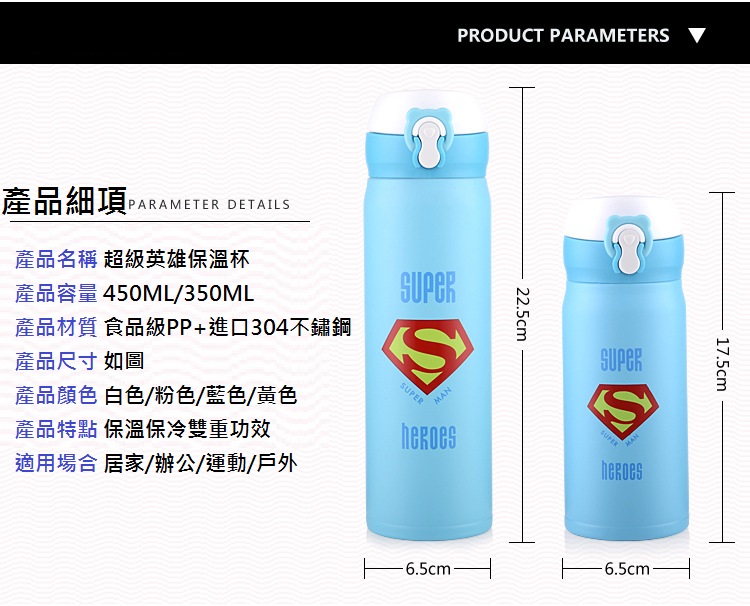 PRODUCT PARAMETERS
產品細項 PARAMETER DETAILS
產品名稱 超級英雄保溫杯
產品容量 450ML/350ML
產品材質 食品級PP+進口304不鏽鋼
產品尺寸 如圖
產品顏色 白色/粉色/藍色/黃色
產品特點 保溫保冷雙重功效
適用場合 居家/辦公/運動/戶外
SUPER
S
SUPER MAN
heROes
22.5cm
6.5cm
SUPER
S
SUPER MAN
heROes
17.5cm
6.5cm